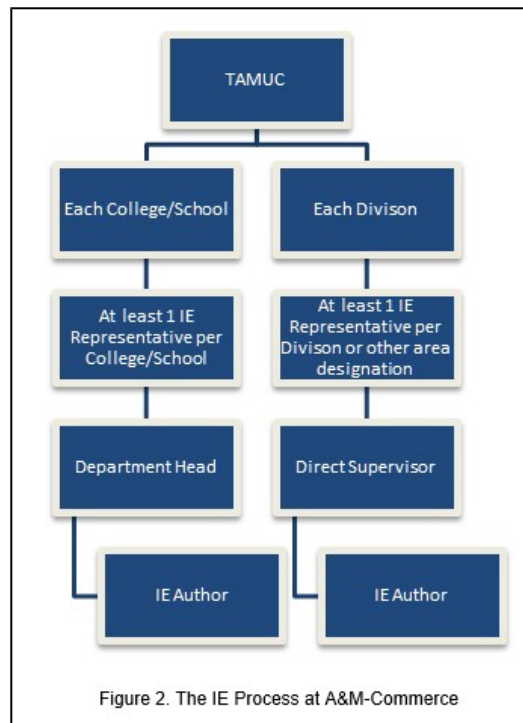 TAMUC
Each College/School
Each Divison
At least 1 IE
Representative per
College/School
At least 1 IE
Representative per
Divison or other area
designation
Department Head
Direct Supervisor
IE Author
IE Author
Figure 2. The IE Process at A&M-Commerce